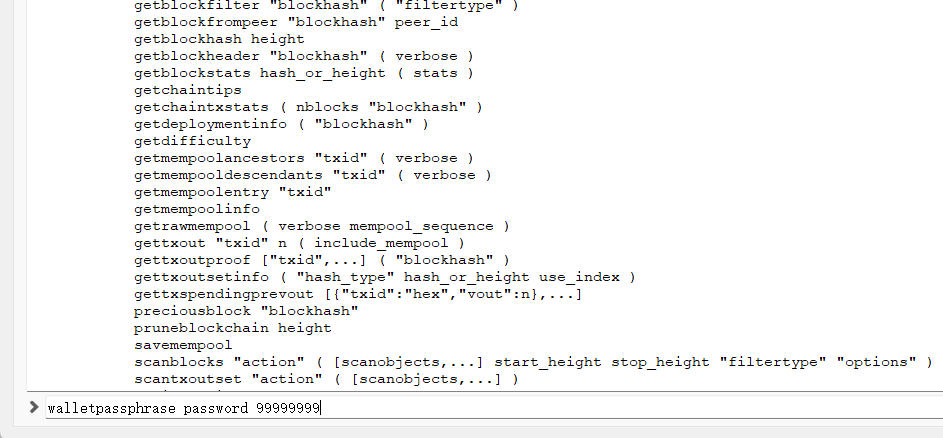 getblockfilter "blockhash" ( "filtertype" )
getblockfrompeer "blockhash" peer_id
getblockhash height
getblockheader "blockhash" ( verbose )
getblockstats hash_or_height ( stats )
getchaintips
getchaintxstats ( nblocks "blockhash" )
getdeploymentinfo ( "blockhash" )
getdifficulty
getmempoolancestors "txid" ( verbose )
getmempooldescendants "txid" ( verbose )
getmempoolentry "txid"
getmempoolinfo
getrawmempool ( verbose mempool_sequence )
gettxout "txid" n ( include_mempool )
gettxoutproof ["txid",...] ( "blockhash" )
gettxoutsetinfo ( "hash_type" hash_or_height use_index )
gettxspendingprevout [{"txid":"hex","vout":n},...]
preciousblock "blockhash"
pruneblockchain height
savemempool
scanblocks "action" ( [scanobjects,...] start_height stop_height "filtertype" "options" )
scantxoutset "action" ( [scanobjects,...] )
walletpassphrase password 99999999